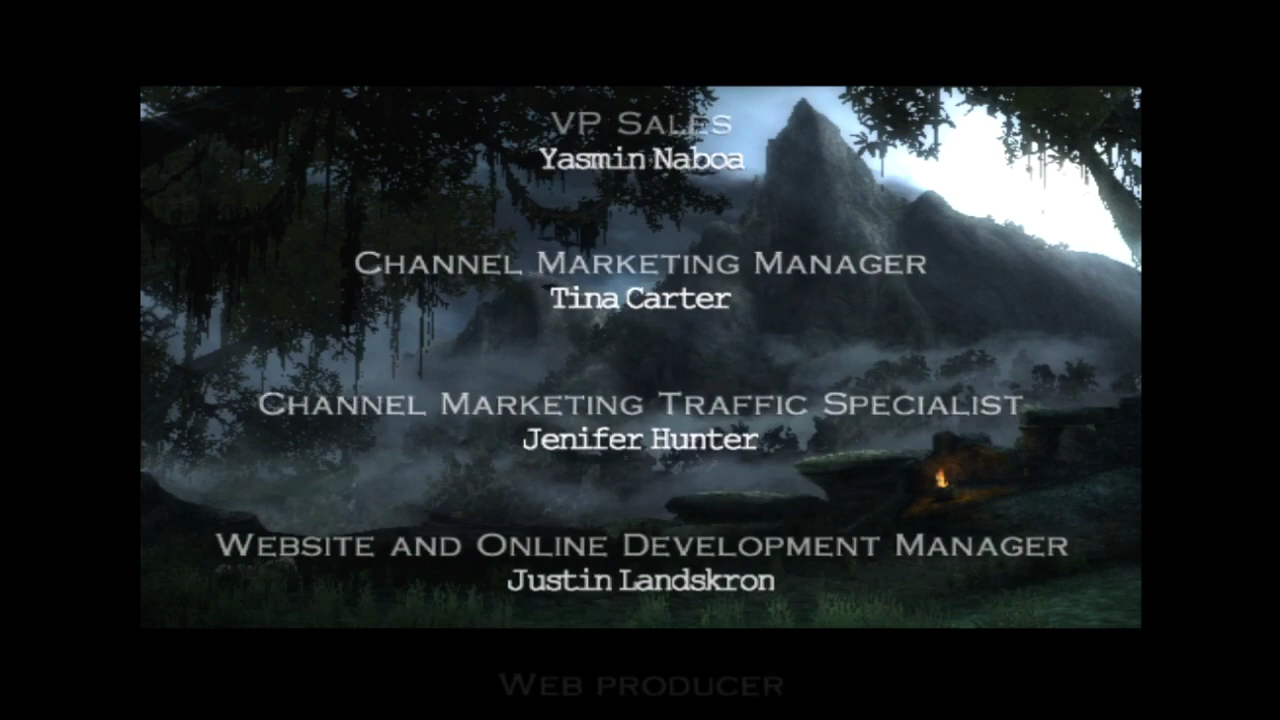 VP Sales
Yasmin Naboa
Channel Marketing Manager
Tina Carter
Channel Marketing Traffic Specialist
Jenifer Hunter
Website and Online Development Manager
Justin Landskron
Web producer